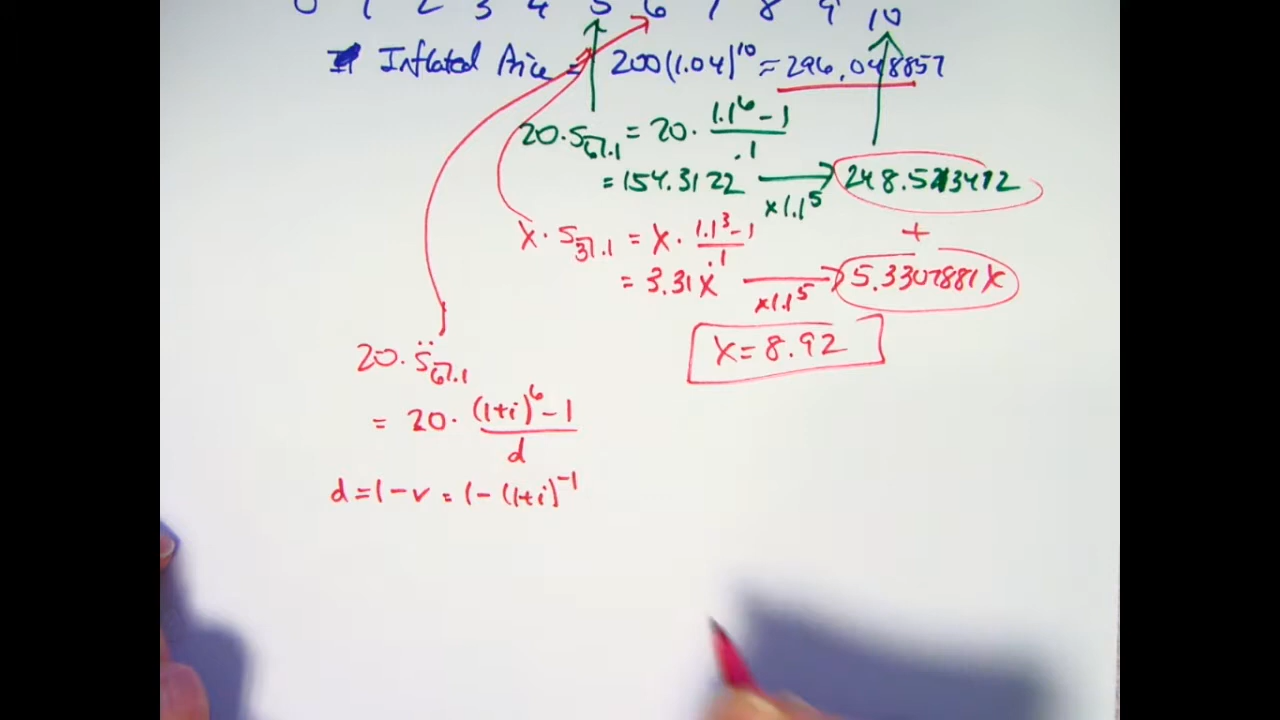 0 1 2 3 4 5 6 7 8 9 10
Inflated Price = 200(1.04)^10 = 296.048857
20·S_6̅|.1 = 20· (1.1^6 - 1)/.1
= 154.3122 →(×1.1^5) 248.5213412
X·S_3̅|.1 = X· (1.1^3 - 1)/.1 +
= 3.31X →(×1.1^5) 5.3307881X
X = 8.92
20·S̈_6̅|.1
= 20· ((1+i)^6 - 1)/d
d = 1 - v = 1 - (1+i)^-1